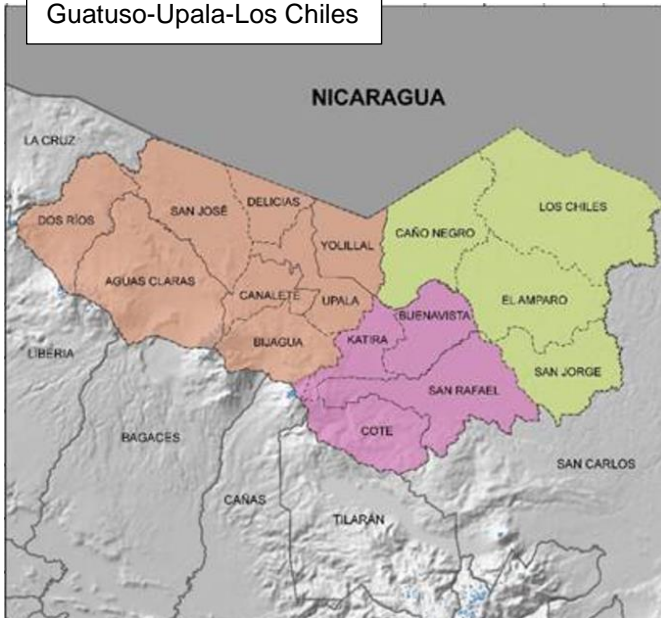 Guatuso-Upala-Los Chiles
NICARAGUA
LA CRUZ
DOS RÍOS
SAN JOSÉ
DELICIAS
LOS CHILES
YOLILLAL
CAÑO NEGRO
AGUAS CLARAS
CANALETE
UPALA
EL AMPARO
BUENAVISTA
KATIRA
BIJAGUA
LIBERIA
SAN JORGE
SAN RAFAEL
COTE
BAGACES
SAN CARLOS
CAÑAS
TILARÁN